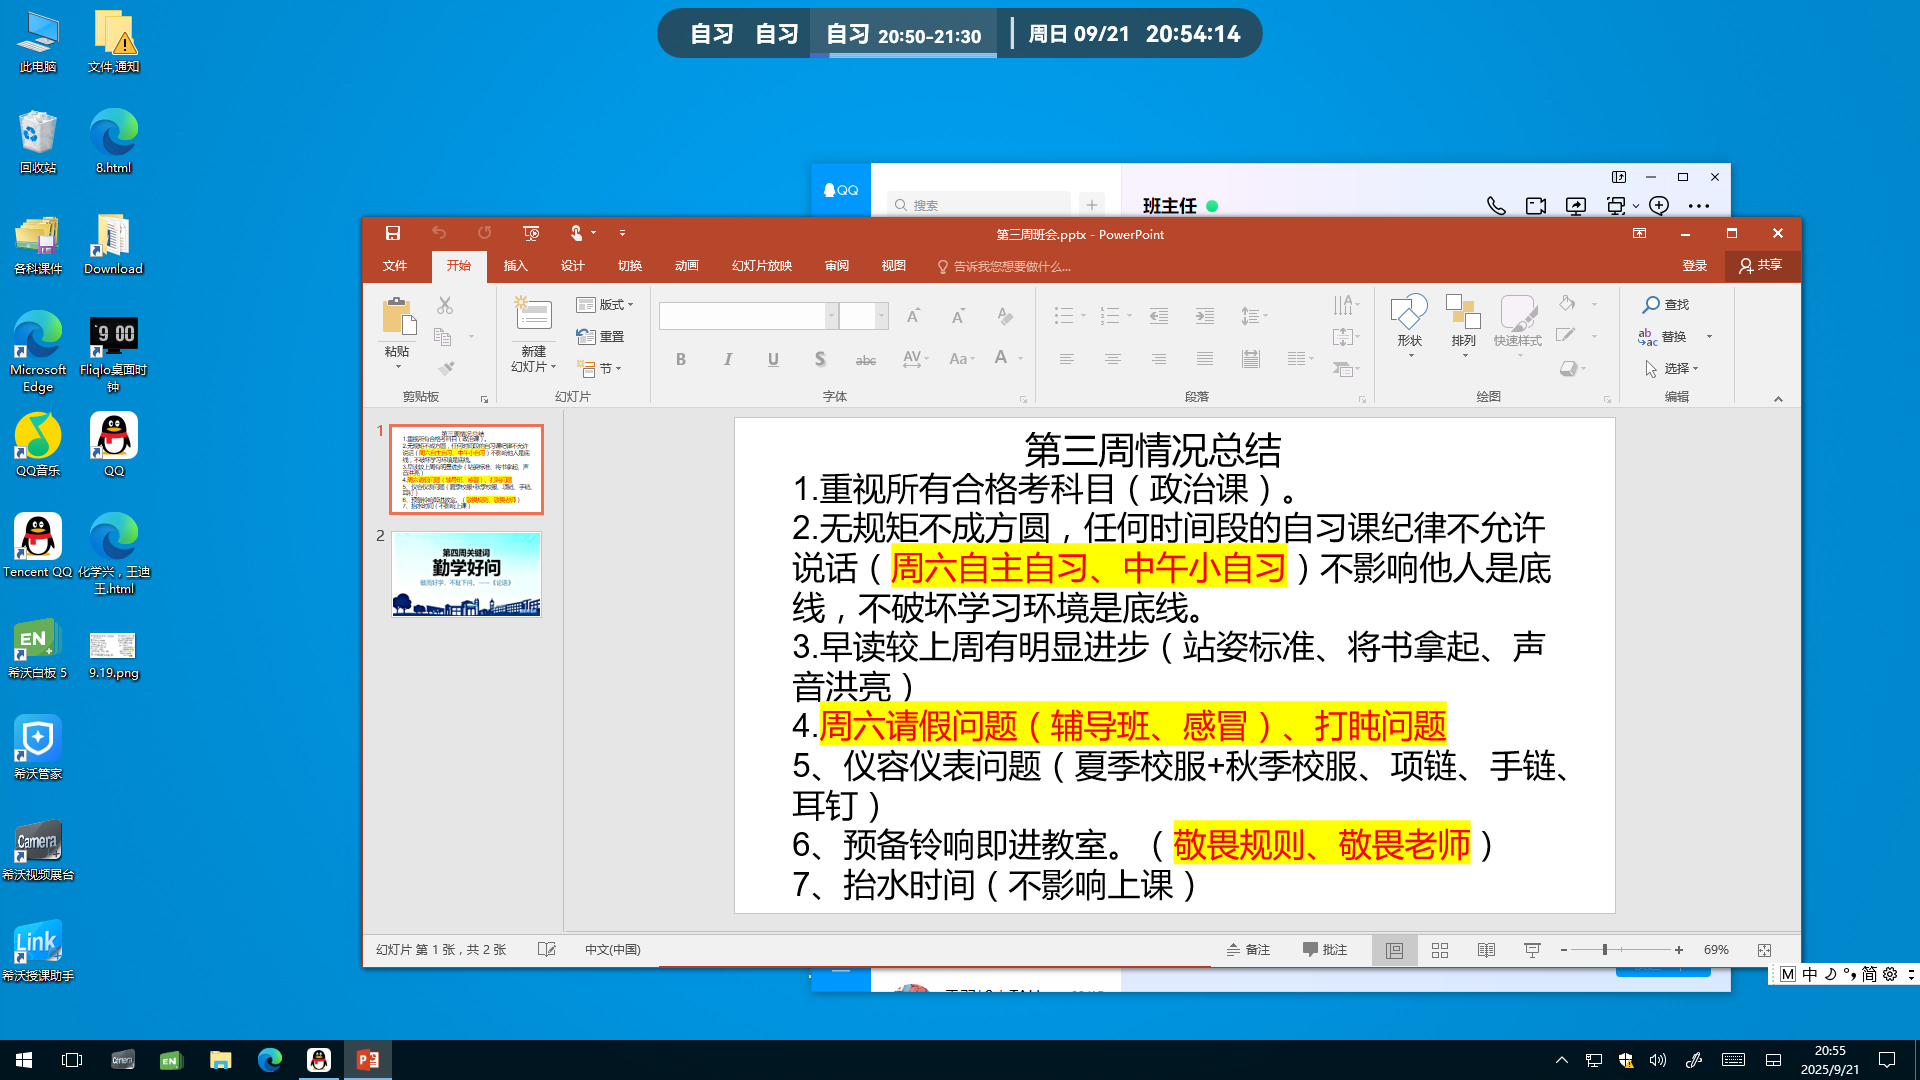 自习 自习 自习 20:50-21:30 周日 09/21 20:54:14
此电脑
文件,通知
回收站
8.html
各科课件
Download
Microsoft Edge
9 00
Fliqlo桌面时钟
QQ音乐
QQ
Tencent QQ
化学兴，王迪王.html
EN
希沃白板 5
9.19.png
希沃管家
Camera
希沃视频展台
Link
希沃授课助手
QQ
搜索
班主任
第三周班会.pptx - PowerPoint
文件 开始 插入 设计 切换 动画 幻灯片放映 审阅 视图 告诉我您想要做什么... 登录 共享
粘贴
剪贴板
新建
幻灯片
版式
重置
节
幻灯片
B I U S abc AV Aa A
字体
段落
形状
排列
快速样式
绘图
查找
替换
选择
编辑
1
2
第四周关键词
勤学好问
敏而好学，不耻下问。——《论语》
第三周情况总结
1.重视所有合格考科目（政治课）。
2.无规矩不成方圆，任何时间段的自习课纪律不允许
说话（周六自主自习、中午小自习）不影响他人是底
线，不破坏学习环境是底线。
3.早读较上周有明显进步（站姿标准、将书拿起、声
音洪亮）
4.周六请假问题（辅导班、感冒）、打盹问题
5、仪容仪表问题（夏季校服+秋季校服、项链、手链、
耳钉）
6、预备铃响即进教室。（敬畏规则、敬畏老师）
7、抬水时间（不影响上课）
幻灯片 第 1 张，共 2 张 中文(中国) 备注 批注 69%
M 中 简
20:55
2025/9/21